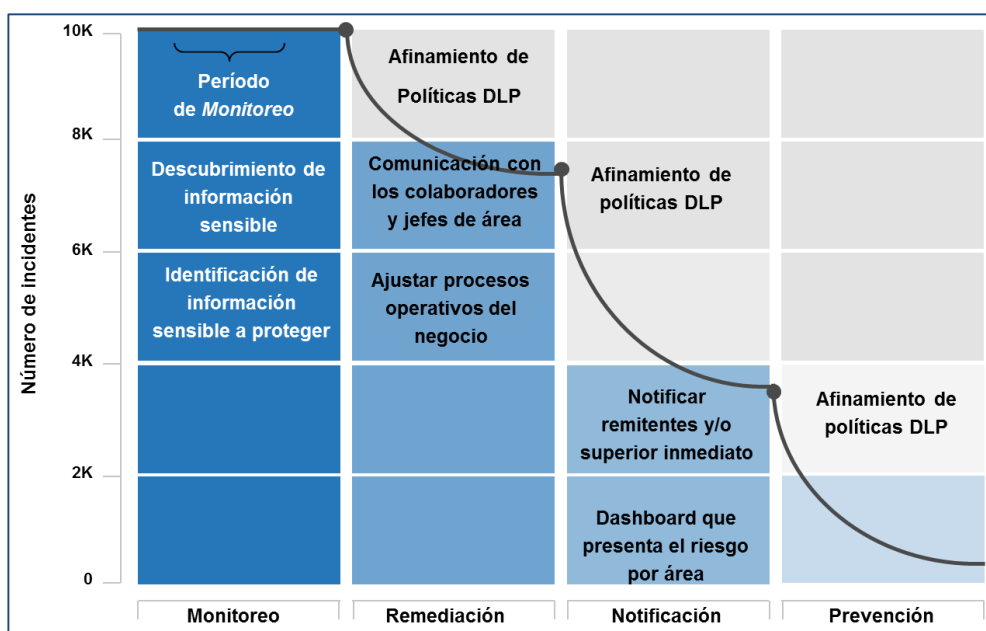 10K
8K
6K
4K
2K
0
Número de incidentes
Período
de Monitoreo
Descubrimiento de
información
sensible
Identificación de
información
sensible a proteger
Afinamiento de
Políticas DLP
Comunicación con
los colaboradores
y jefes de área
Ajustar procesos
operativos del
negocio
Afinamiento de
políticas DLP
Notificar
remitentes y/o
superior inmediato
Dashboard que
presenta el riesgo
por área
Afinamiento de
políticas DLP
Monitoreo
Remediación
Notificación
Prevención